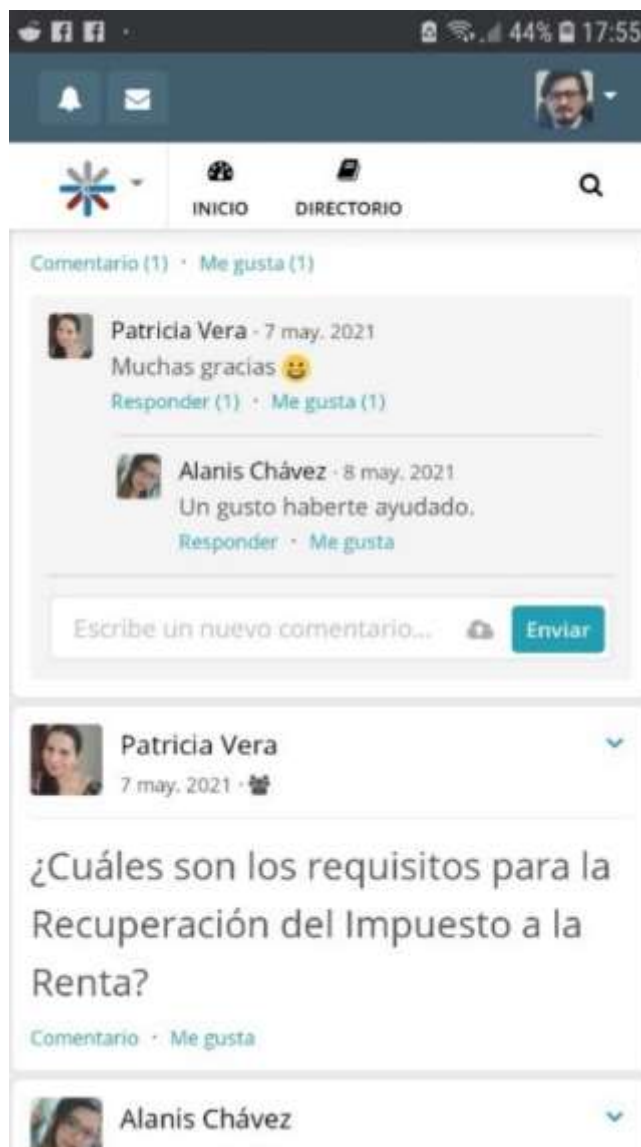 44% 17:55
INICIO DIRECTORIO
Comentario (1) · Me gusta (1)
Patricia Vera · 7 may. 2021
Muchas gracias 😀
Responder (1) · Me gusta (1)
Alanis Chávez · 8 may. 2021
Un gusto haberte ayudado.
Responder · Me gusta
Escribe un nuevo comentario... Enviar
Patricia Vera
7 may. 2021 ·
¿Cuáles son los requisitos para la
Recuperación del Impuesto a la
Renta?
Comentario · Me gusta
Alanis Chávez